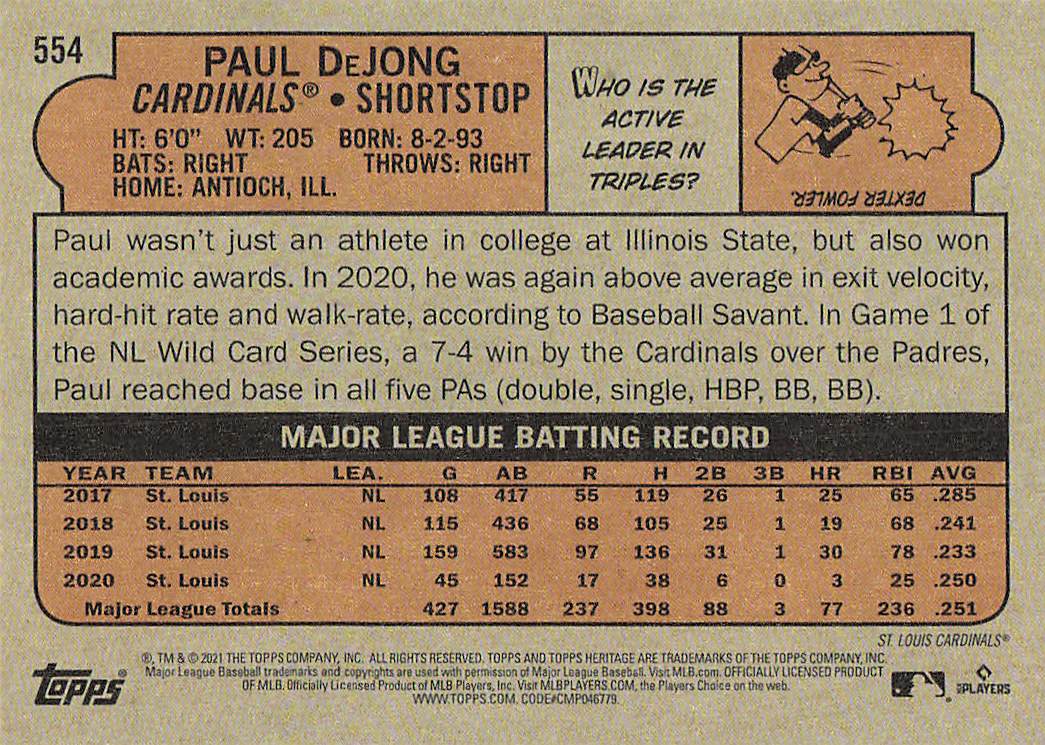 554
PAUL DeJONG
CARDINALS® • SHORTSTOP
HT: 6'0" WT: 205 BORN: 8-2-93
BATS: RIGHT THROWS: RIGHT
HOME: ANTIOCH, ILL.
WHO IS THE
ACTIVE
LEADER IN
TRIPLES?
DEXTER FOWLER.
Paul wasn't just an athlete in college at Illinois State, but also won
academic awards. In 2020, he was again above average in exit velocity,
hard-hit rate and walk-rate, according to Baseball Savant. In Game 1 of
the NL Wild Card Series, a 7-4 win by the Cardinals over the Padres,
Paul reached base in all five PAs (double, single, HBP, BB, BB).
MAJOR LEAGUE BATTING RECORD
YEAR TEAM LEA. G AB R H 2B 3B HR RBI AVG
2017 St. Louis NL 108 417 55 119 26 1 25 65 .285
2018 St. Louis NL 115 436 68 105 25 1 19 68 .241
2019 St. Louis NL 159 583 97 136 31 1 30 78 .233
2020 St. Louis NL 45 152 17 38 6 0 3 25 .250
Major League Totals 427 1588 237 398 88 3 77 236 .251
ST. LOUIS CARDINALS®
®, TM & © 2021 THE TOPPS COMPANY, INC. ALL RIGHTS RESERVED. TOPPS AND TOPPS HERITAGE ARE TRADEMARKS OF THE TOPPS COMPANY, INC.
Major League Baseball trademarks and copyrights are used with permission of Major League Baseball. Visit MLB.com. OFFICIALLY LICENSED PRODUCT
OF MLB. Officially Licensed Product of MLB Players, Inc. Visit MLBPLAYERS.COM, the Players Choice on the web.
WWW.TOPPS.COM. CODE#CMP046779.
topps®
PLAYERS